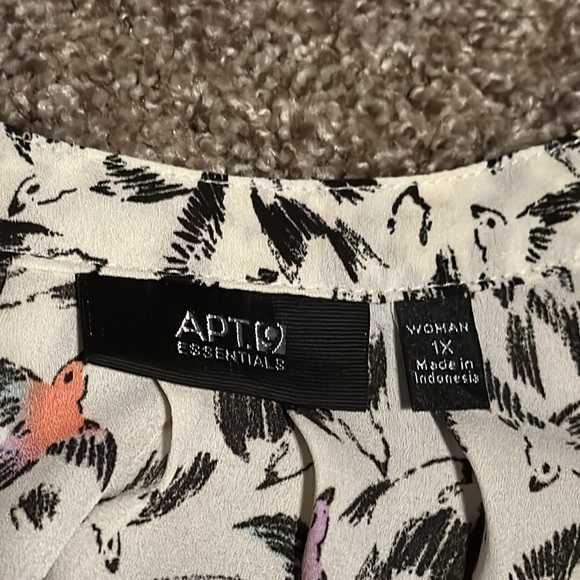 APT.9
ESSENTIALS
WOMAN
1X
Made in
Indonesia